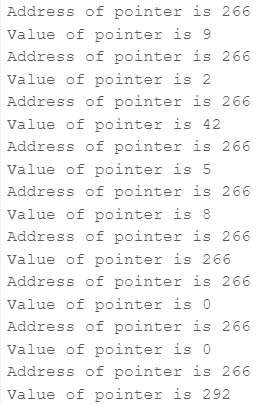 Address of pointer is 266
Value of pointer is 9
Address of pointer is 266
Value of pointer is 2
Address of pointer is 266
Value of pointer is 42
Address of pointer is 266
Value of pointer is 5
Address of pointer is 266
Value of pointer is 8
Address of pointer is 266
Value of pointer is 266
Address of pointer is 266
Value of pointer is 0
Address of pointer is 266
Value of pointer is 0
Address of pointer is 266
Value of pointer is 292